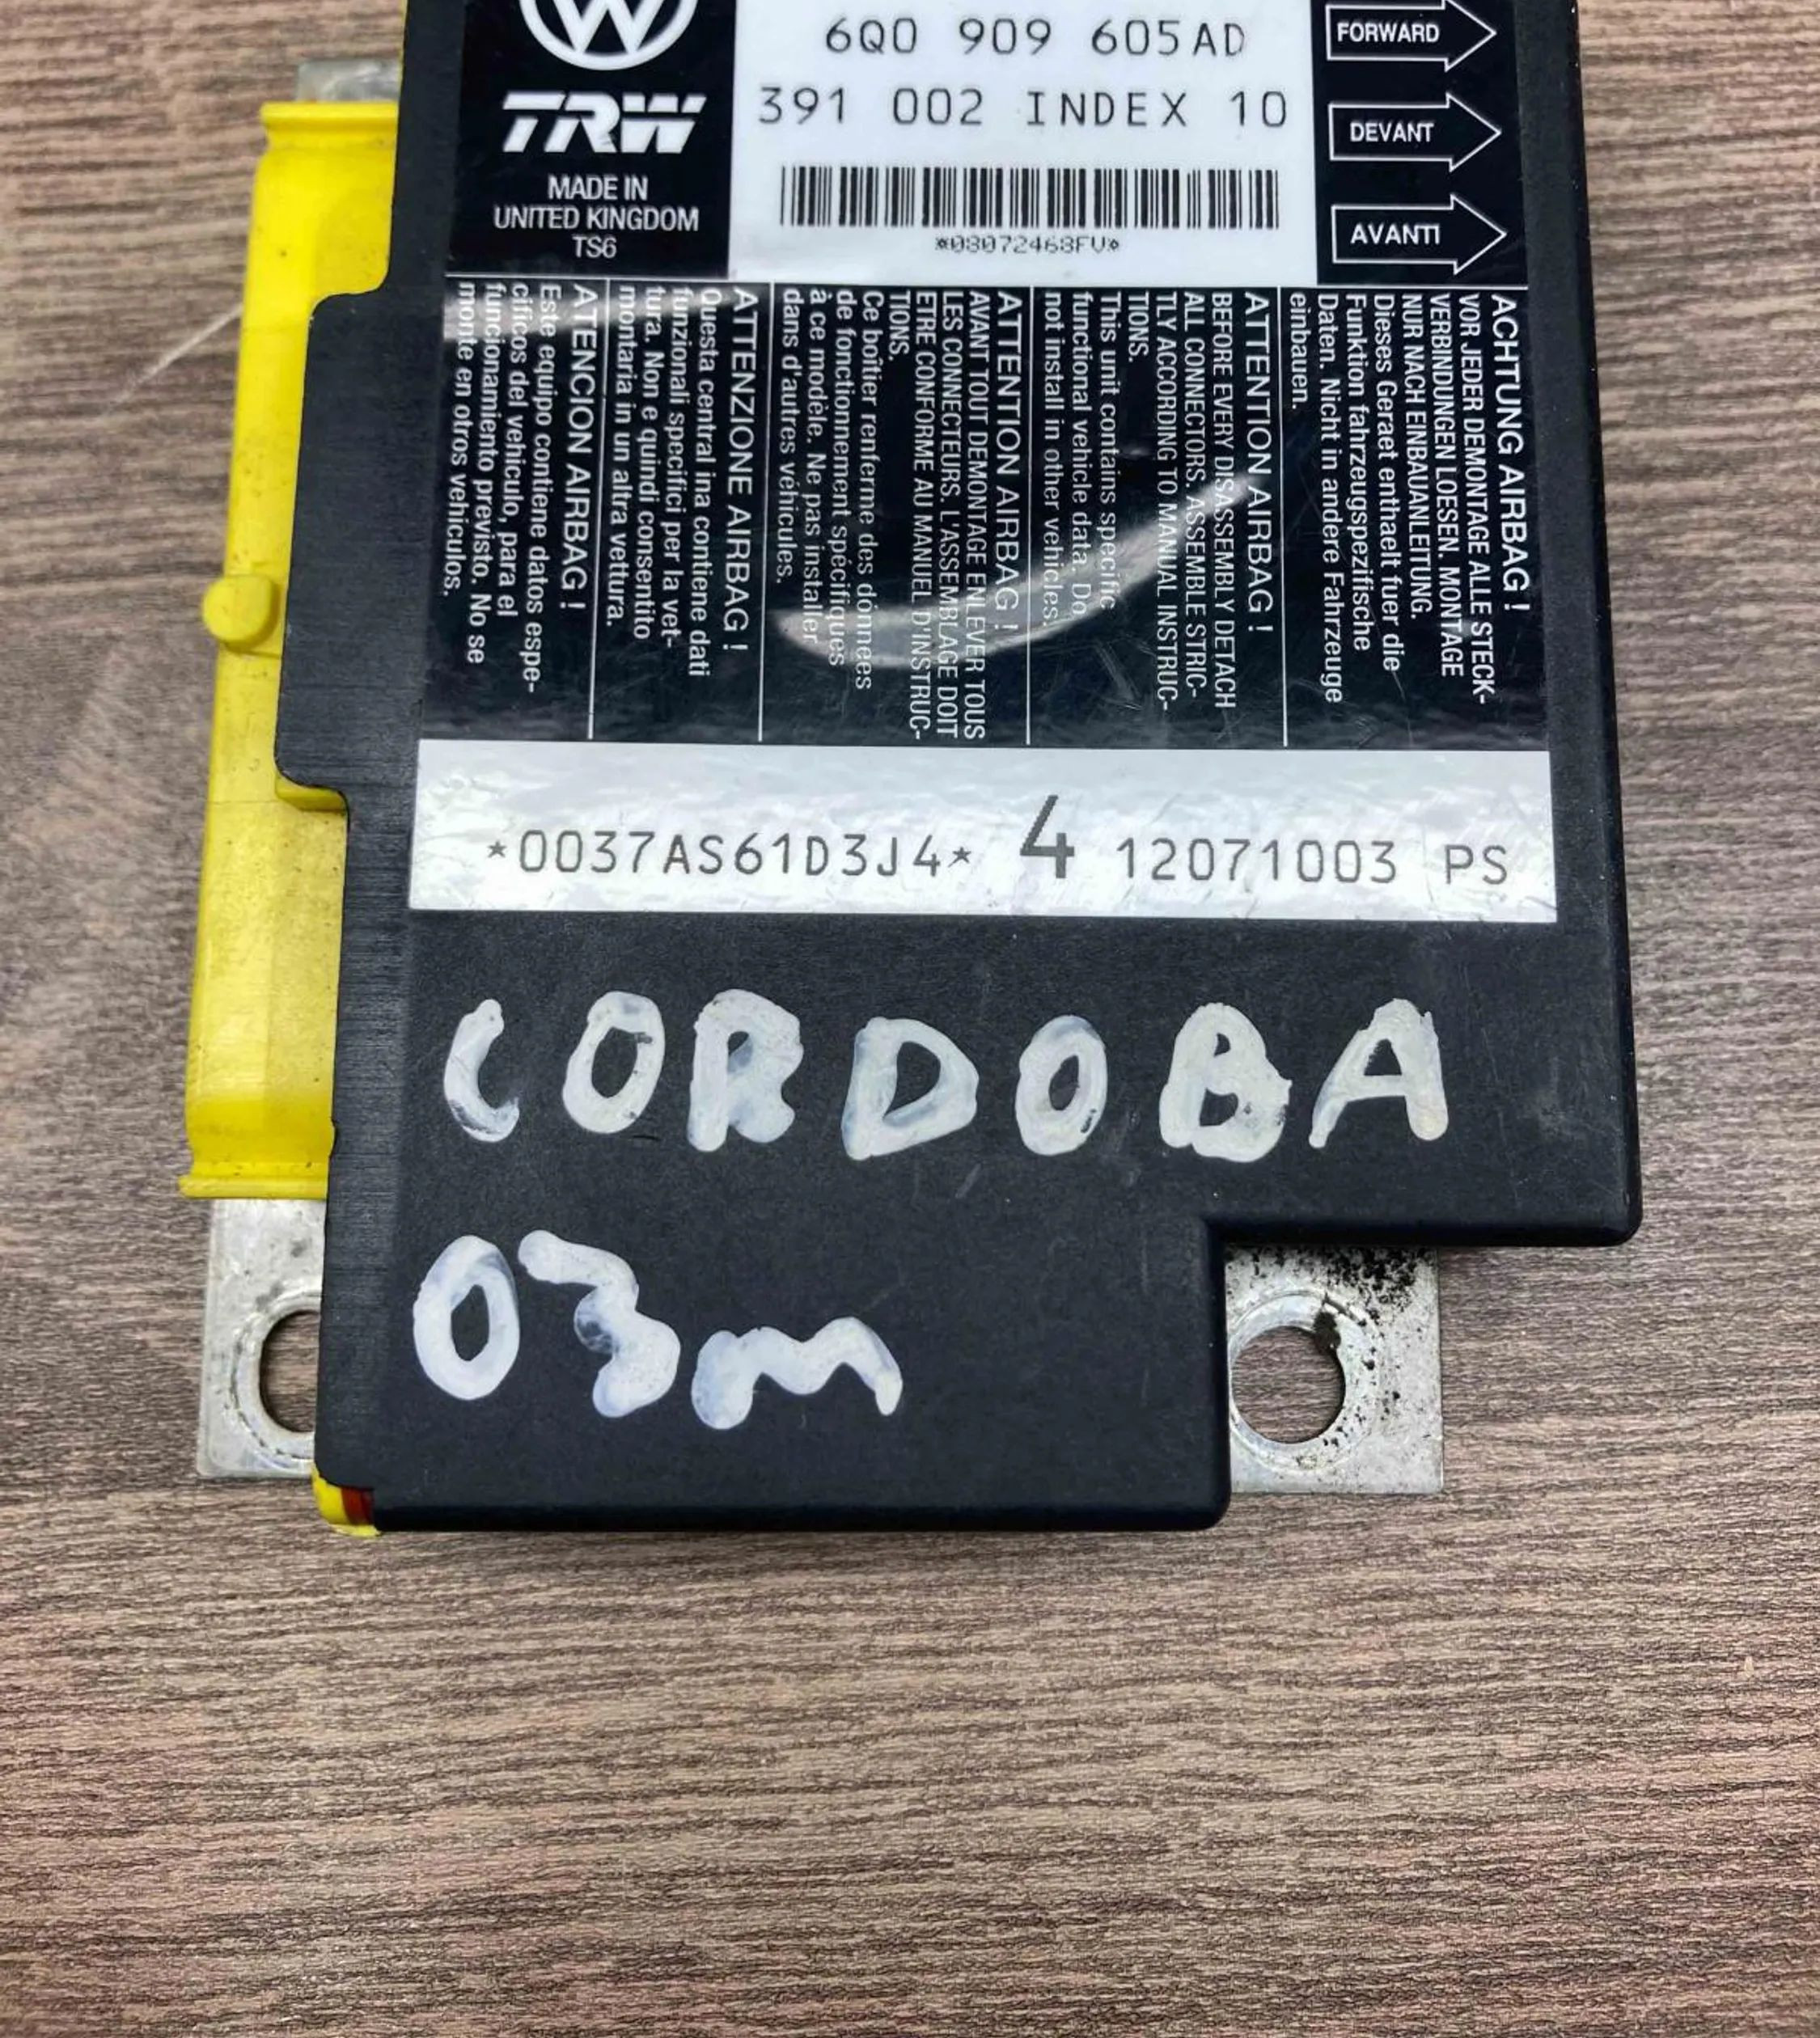 6Q0 909 605AD
391 002 INDEX 10
*08072468FV*
TRW
MADE IN
UNITED KINGDOM
TS6
FORWARD
DEVANT
AVANTI
ACHTUNG AIRBAG !
VOR JEDER DEMONTAGE ALLE STECK-
VERBINDUNGEN LOESEN. MONTAGE
NUR NACH EINBAUANLEITUNG.
Dieses Geraet enthaelt fuer die
Funktion fahrzeugspezifische
Daten. Nicht in andere Fahrzeuge
einbauen.
ATTENTION AIRBAG !
BEFORE EVERY DISASSEMBLY DETACH
ALL CONNECTORS. ASSEMBLE STRIC-
TLY ACCORDING TO MANUAL INSTRUC-
TIONS.
This unit contains specific
functional vehicle data. Do
not install in other vehicles.
ATTENTION AIRBAG !
AVANT TOUT DEMONTAGE ENLEVER TOUS
LES CONNECTEURS. L'ASSEMBLAGE DOIT
ETRE CONFORME AU MANUEL D'INSTRUC-
TIONS.
Ce boîtier renferme des données
de fonctionnement spécifiques
à ce modèle. Ne pas installer
dans d'autres véhicules.
ATTENZIONE AIRBAG !
Questa central ina contiene dati
funzionali specifici per la vet-
tura. Non e quindi consentito
montaria in un altra vettura.
ATENCION AIRBAG !
Este equipo contiene datos espe-
cificos del vehiculo, para el
funcionamiento previsto. No se
monte en otros vehiculos.
*0037AS61D3J4* 4 12071003 PS
CORDOBA
03m